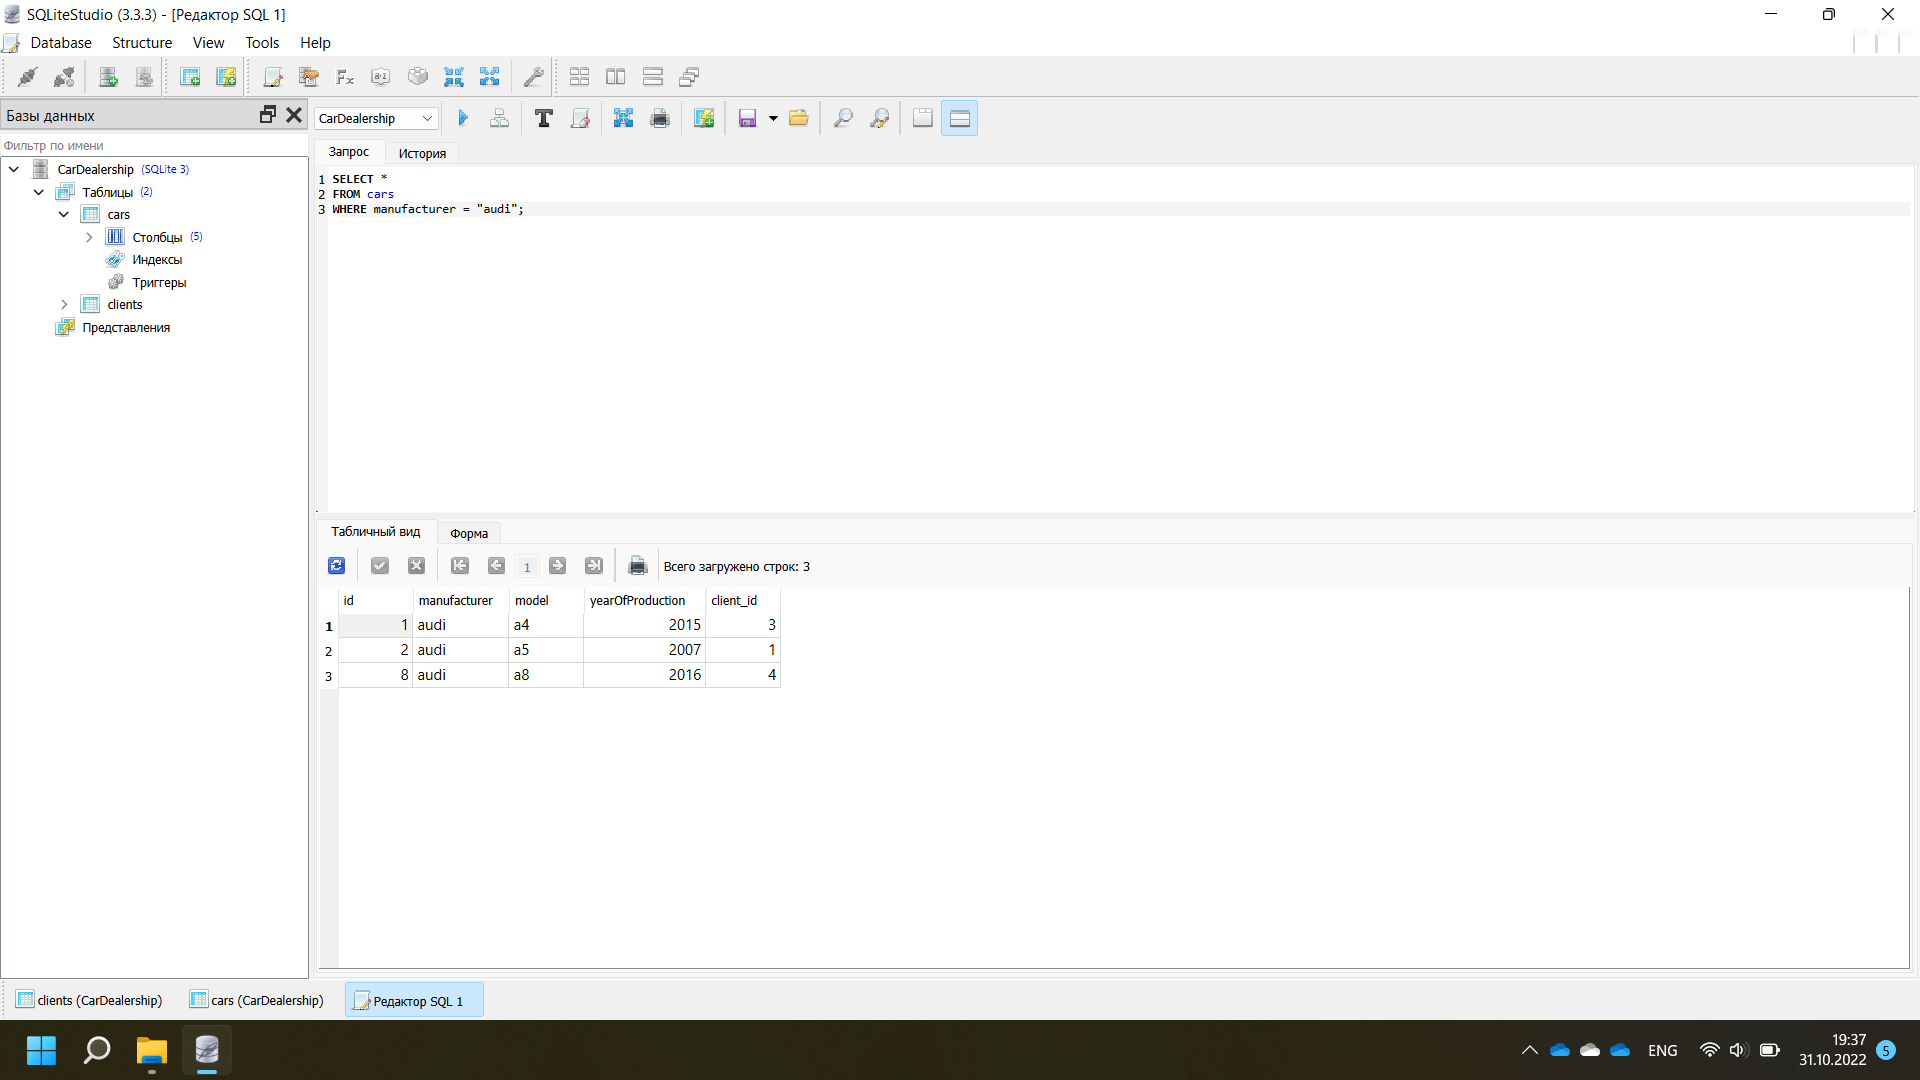 SQLiteStudio (3.3.3) - [Редактор SQL 1]
Database Structure View Tools Help
Базы данных
Фильтр по имени
CarDealership (SQLite 3)
Таблицы (2)
cars
Столбцы (5)
Индексы
Триггеры
clients
Представления
CarDealership
Запрос История
1 SELECT *
2 FROM cars
3 WHERE manufacturer = "audi";
Табличный вид Форма
1 Всего загружено строк: 3
id manufacturer model yearOfProduction client_id
1 1 audi a4 2015 3
2 2 audi a5 2007 1
3 8 audi a8 2016 4
clients (CarDealership) cars (CarDealership) Редактор SQL 1
ENG 19:37 5
31.10.2022